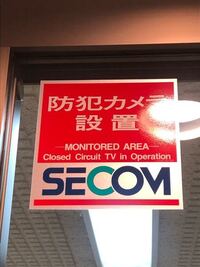 防犯カメラ
設置
—MONITORED AREA—
Closed Circuit TV in Operation
SECOM